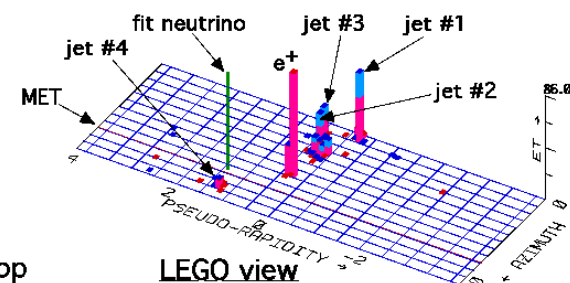 fit neutrino
jet #3
jet #1
jet #4
e+
jet #2
MET
86.0
ET →
4
2
0
-2
PSEUDO-RAPIDITY →
0
0
← AZIMUTH
op
LEGO view